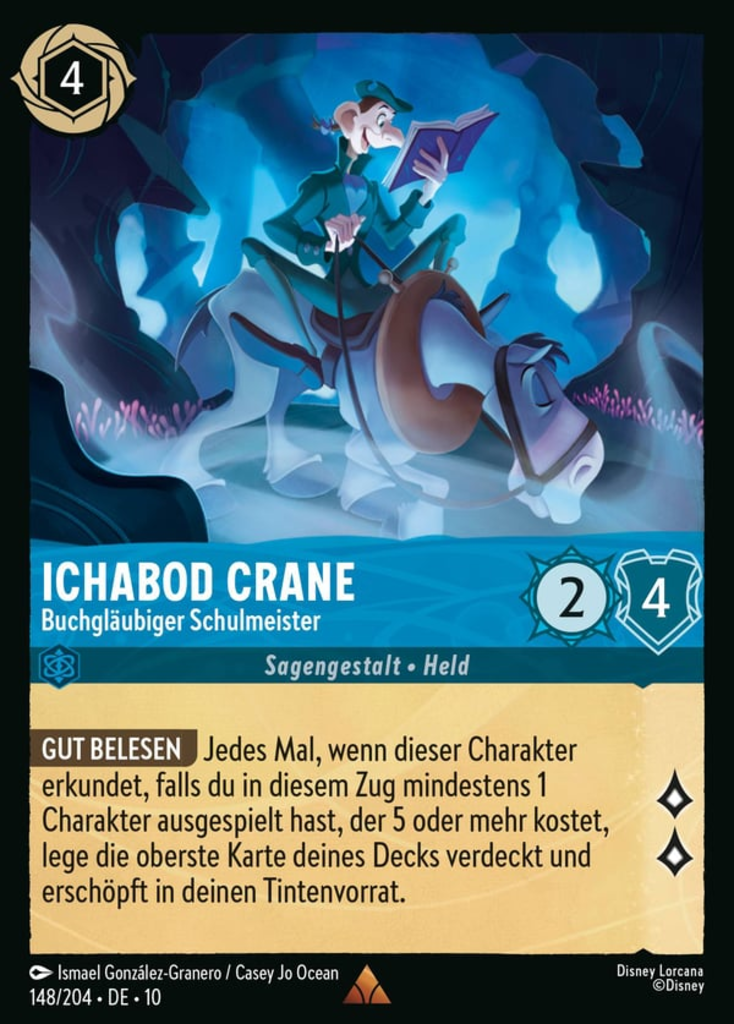 4
ICHABOD CRANE
Buchgläubiger Schulmeister
2
4
Sagengestalt • Held
GUT BELESEN Jedes Mal, wenn dieser Charakter
erkundet, falls du in diesem Zug mindestens 1
Charakter ausgespielt hast, der 5 oder mehr kostet,
lege die oberste Karte deines Decks verdeckt und
erschöpft in deinen Tintenvorrat.
Ismael González-Granero / Casey Jo Ocean
148/204 • DE • 10
Disney Lorcana
©Disney